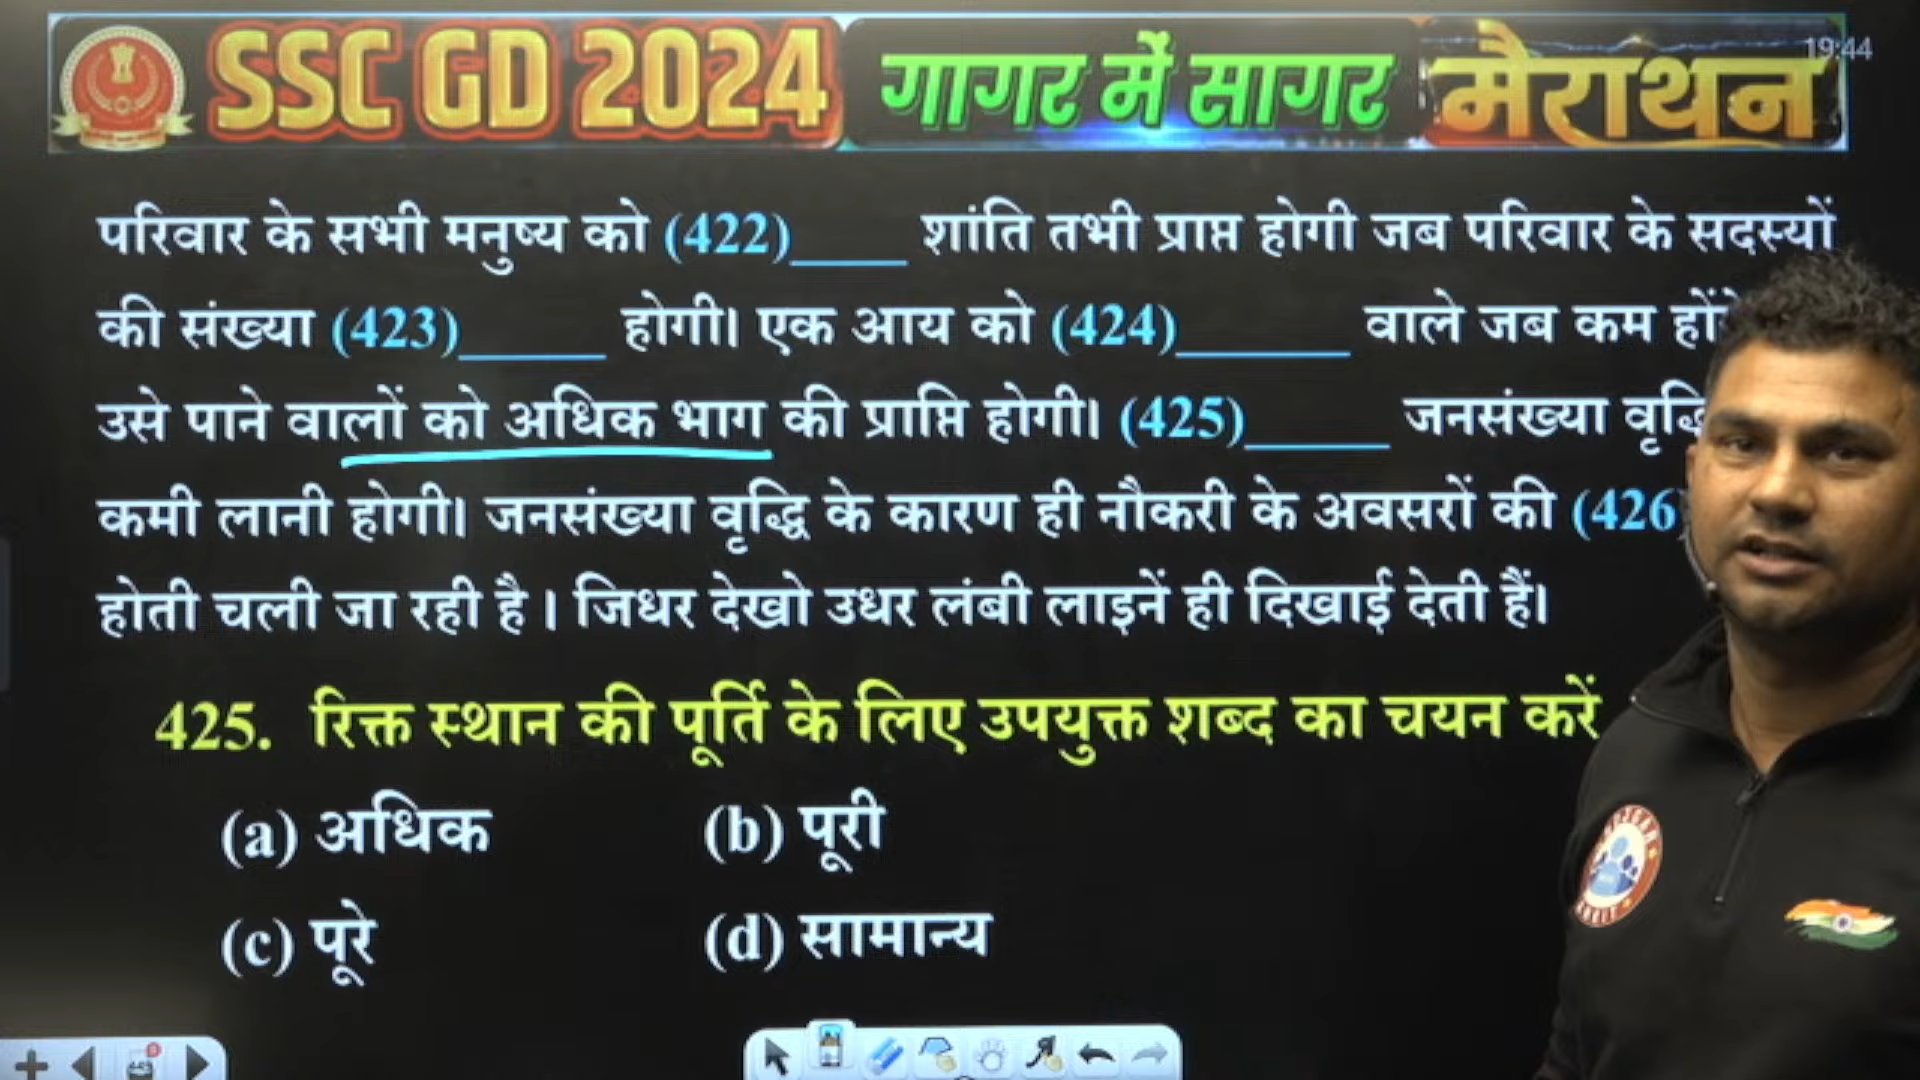 SSC GD 2024 गागर में सागर मैराथन
19:44
परिवार के सभी मनुष्य को (422)_____ शांति तभी प्राप्त होगी जब परिवार के सदस्यों
की संख्या (423)______ होगी। एक आय को (424)_______ वाले जब कम
उसे पाने वालों को अधिक भाग की प्राप्ति होगी। (425)______ जनसंख्या
कमी लानी होगी। जनसंख्या वृद्धि के कारण ही नौकरी के अवसरों की (426
होती चली जा रही है। जिधर देखो उधर लंबी लाइनें ही दिखाई देती हैं।
425. रिक्त स्थान की पूर्ति के लिए उपयुक्त शब्द का चयन करें
(a) अधिक (b) पूरी
(c) पूरे (d) सामान्य